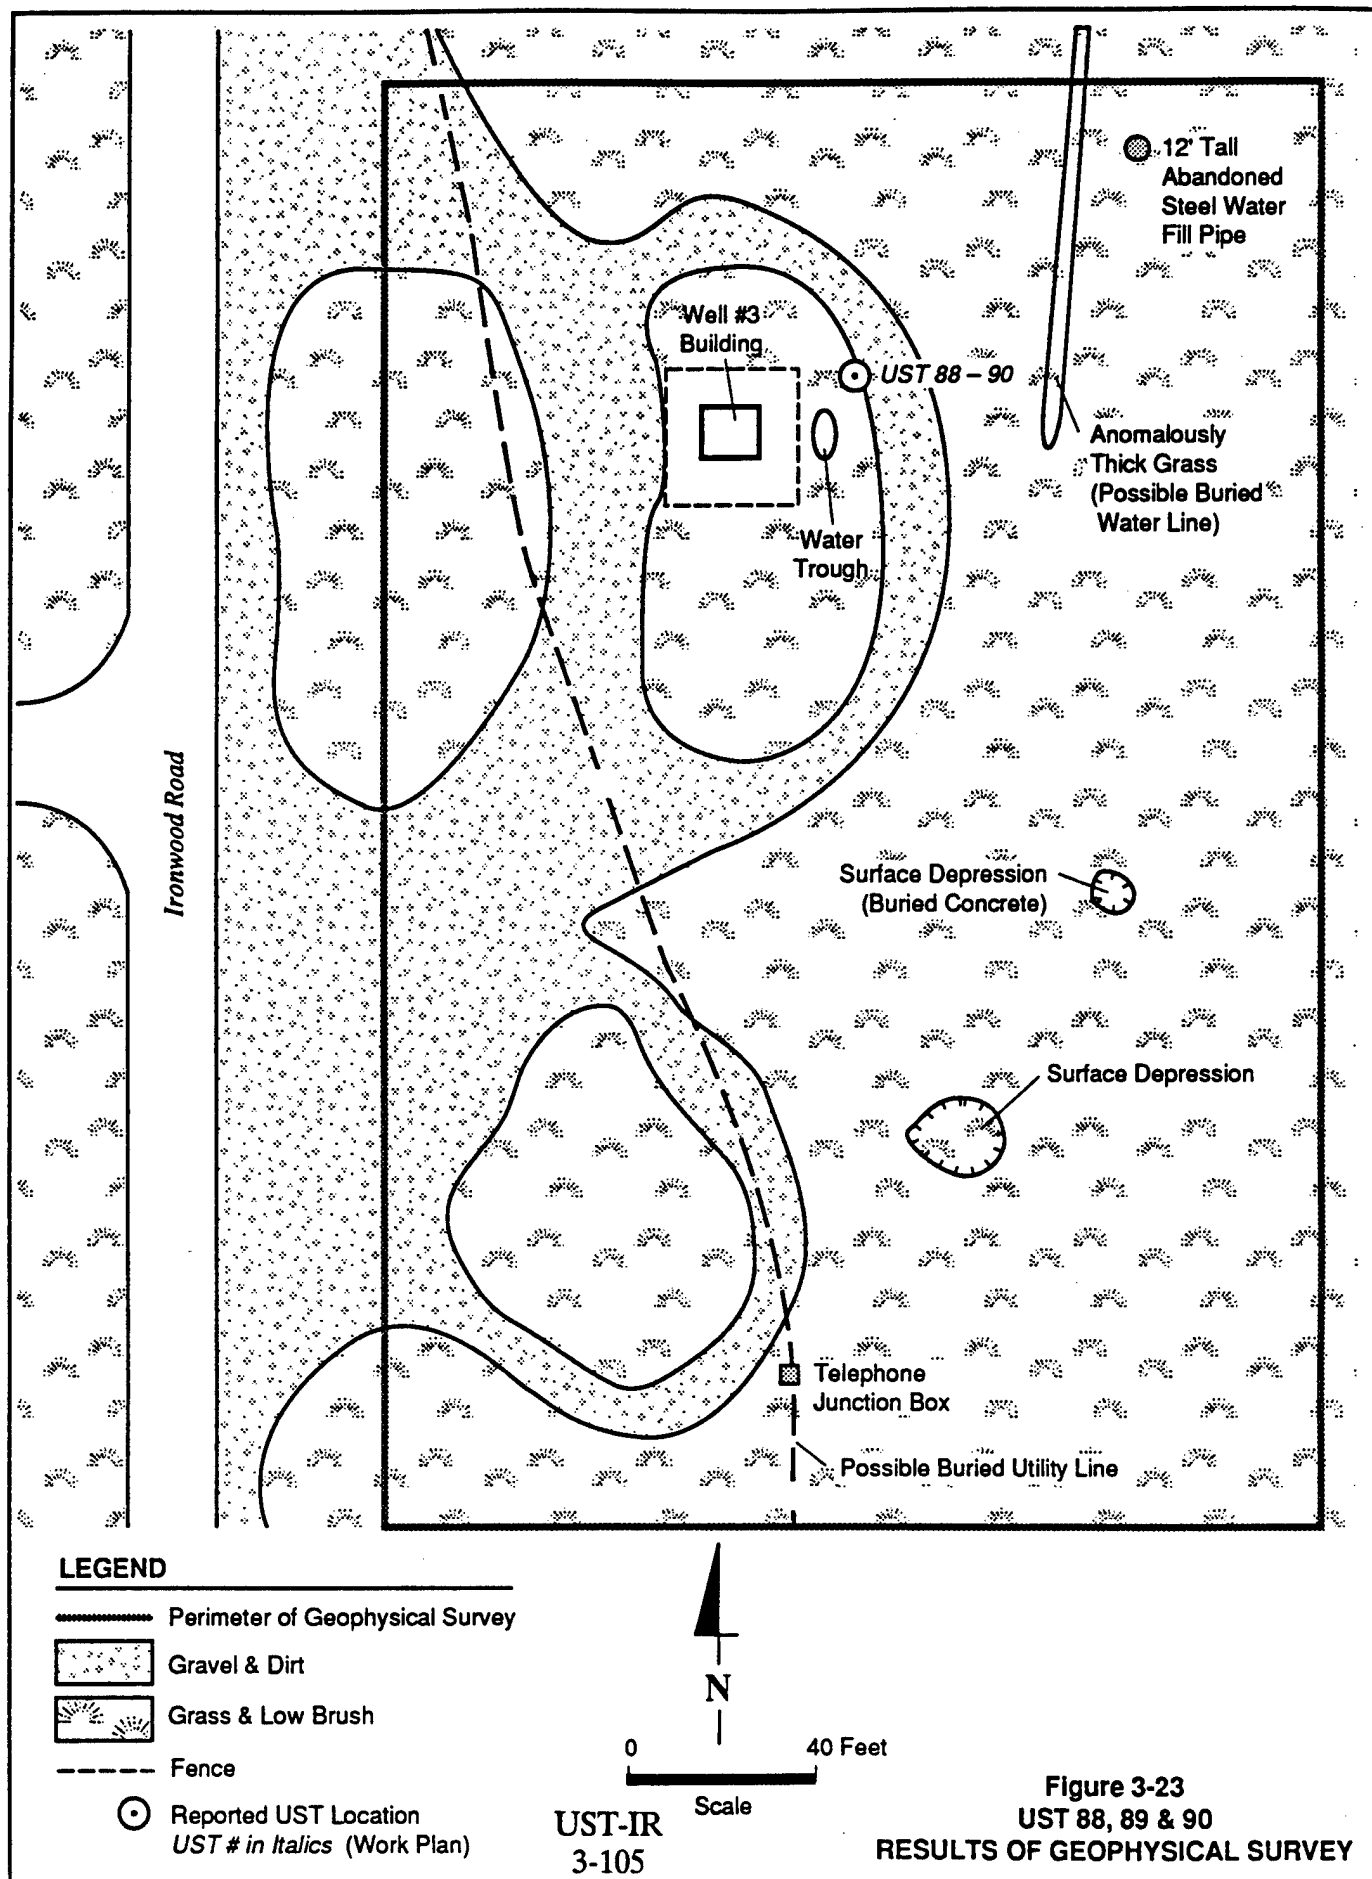 12' Tall
Abandoned
Steel Water
Fill Pipe
Well #3
Building
UST 88 – 90
Anomalously
Thick Grass
(Possible Buried
Water Line)
Water
Trough
Ironwood Road
Surface Depression
(Buried Concrete)
Surface Depression
Telephone
Junction Box
Possible Buried Utility Line
LEGEND
Perimeter of Geophysical Survey
Gravel & Dirt
Grass & Low Brush
Fence
Reported UST Location
UST # in Italics (Work Plan)
N
0 40 Feet
Scale
UST-IR
3-105
Figure 3-23
UST 88, 89 & 90
RESULTS OF GEOPHYSICAL SURVEY